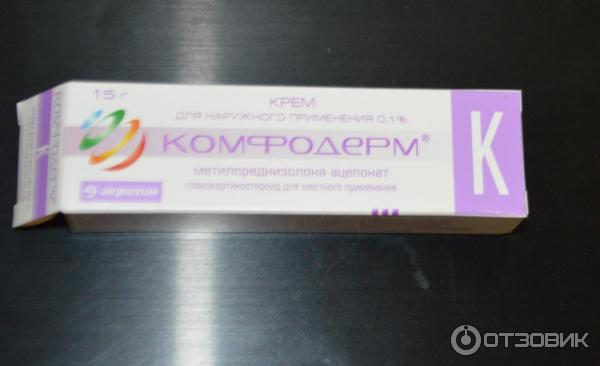 15 г
КРЕМ
ДЛЯ НАРУЖНОГО ПРИМЕНЕНИЯ 0.1%
КОМФОДЕРМ®
метилпреднизолона ацепонат
глюкокортикостероид для местного применения
акрихин
К
К
ОТЗОВИК